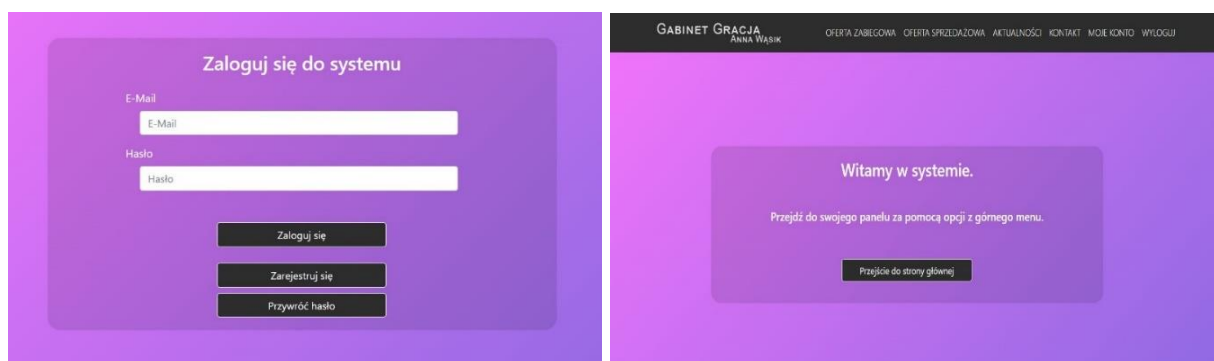 Zaloguj się do systemu
E-Mail
E-Mail
Hasło
Hasło
Zaloguj się
Zarejestruj się
Przywróć hasło
GABINET GRACJA
ANNA WĄSIK
OFERTA ZABIEGOWA OFERTA SPRZEDAŻOWA AKTUALNOŚCI KONTAKT MOJE KONTO WYLOGUJ
Witamy w systemie.
Przejdź do swojego panelu za pomocą opcji z górnego menu.
Przejście do strony głównej